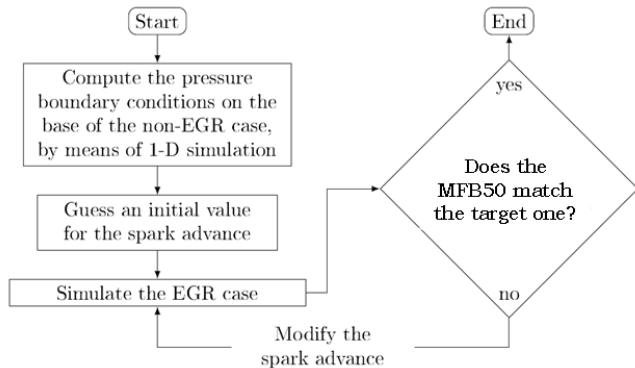 Start
Compute the pressure
boundary conditions on the
base of the non-EGR case,
by means of 1-D simulation
Guess an initial value
for the spark advance
Simulate the EGR case
End
yes
Does the
MFB50 match
the target one?
no
Modify the
spark advance